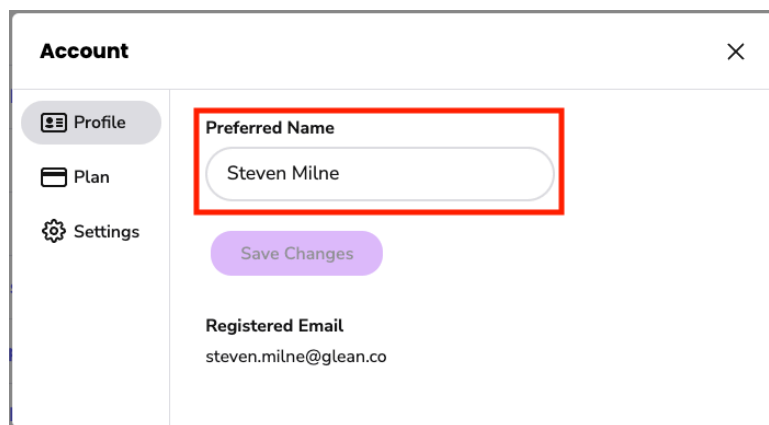 Account
Profile
Plan
Settings
Preferred Name
Steven Milne
Save Changes
Registered Email
steven.milne@glean.co